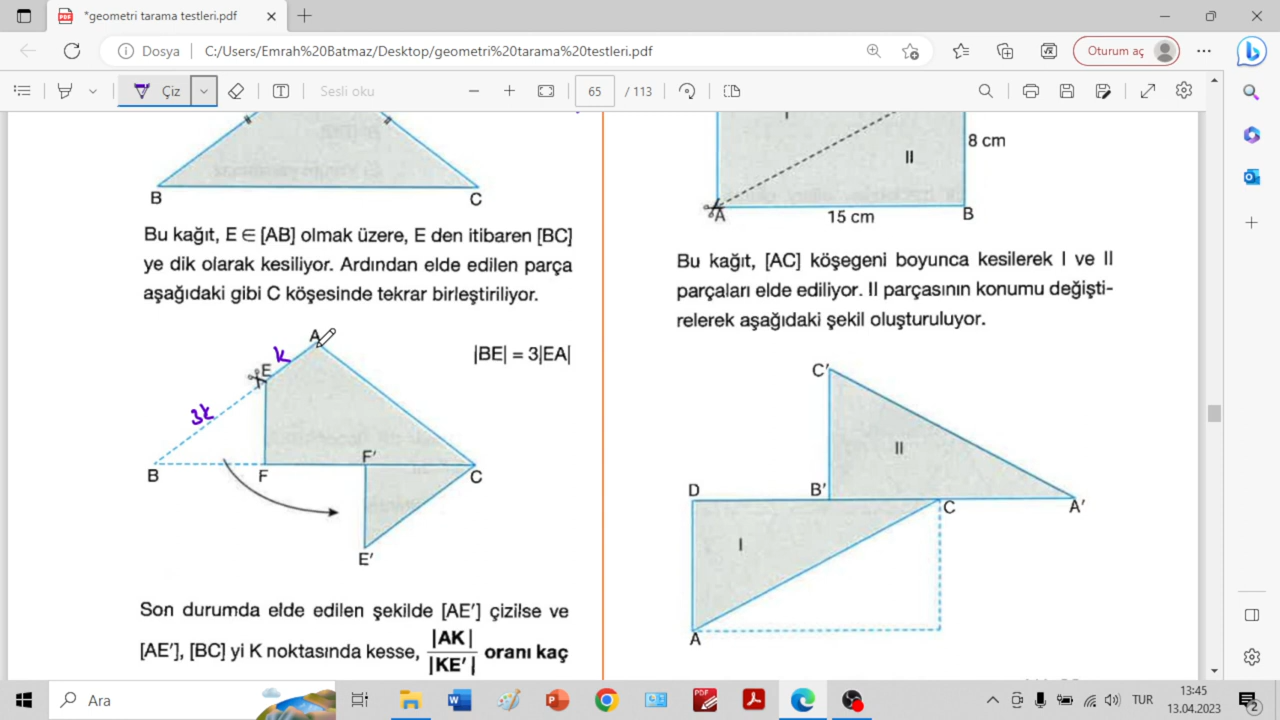 *geometri tarama testleri.pdf
Dosya
C:/Users/Emrah%20Batmaz/Desktop/geometri%20tarama%20testleri.pdf
Oturum aç
Çiz
Sesli oku
65
/ 113
B
C
Bu kağıt, E ∈ [AB] olmak üzere, E den itibaren [BC]
ye dik olarak kesiliyor. Ardından elde edilen parça
aşağıdaki gibi C köşesinde tekrar birleştiriliyor.
A
k
E
|BE| = 3|EA|
3k
B
F
F'
C
E'
Son durumda elde edilen şekilde [AE'] çizilse ve
[AE'], [BC] yi K noktasında kesse, |AK| / |KE'| oranı kaç
I
II
8 cm
A
15 cm
B
Bu kağıt, [AC] köşegeni boyunca kesilerek I ve II
parçaları elde ediliyor. II parçasının konumu değişti-
relerek aşağıdaki şekil oluşturuluyor.
C'
II
D
B'
C
A'
I
A
Ara
TUR
13:45
13.04.2023
2